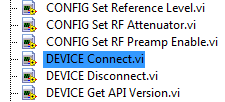 CONFIG Set Reference Level.vi
CONFIG Set RF Attenuator.vi
CONFIG Set RF Preamp Enable.vi
DEVICE Connect.vi
DEVICE Disconnect.vi
DEVICE Get API Version.vi